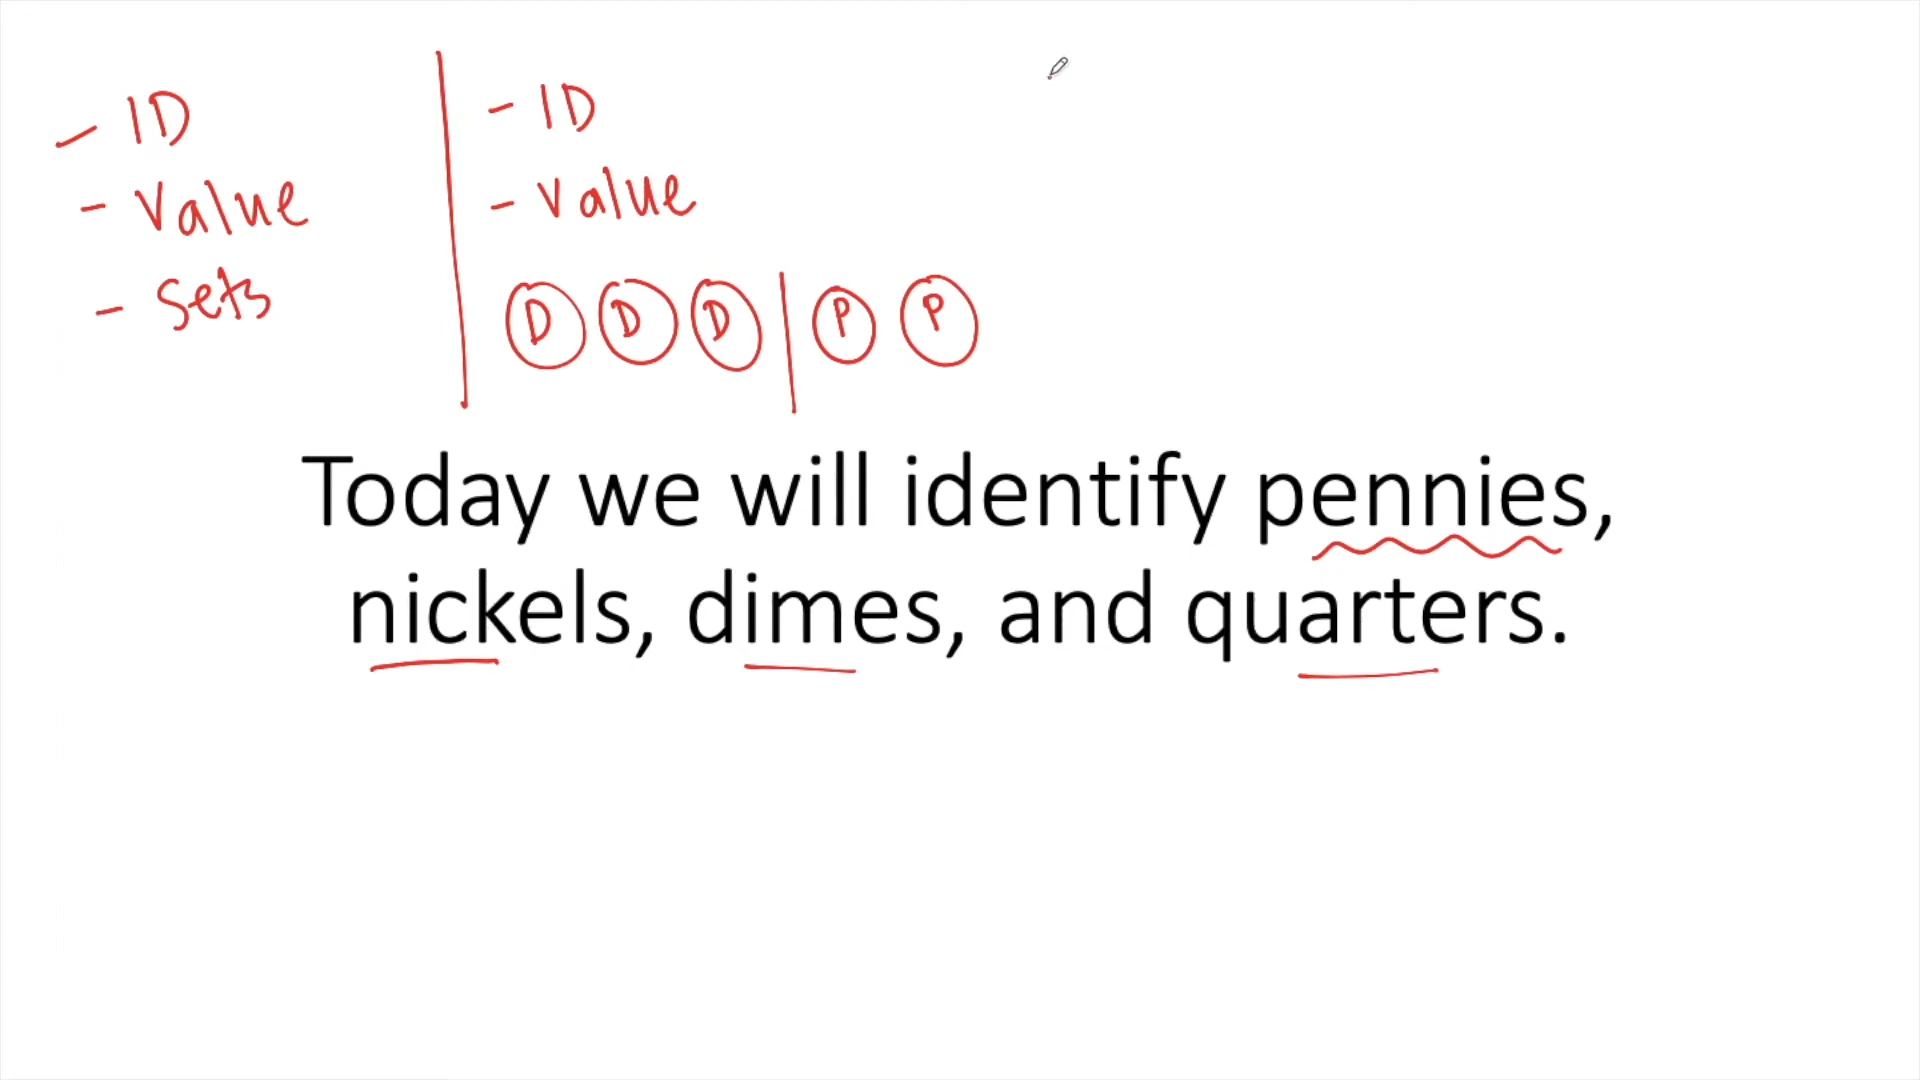 - ID
- Value
- Sets
- ID
- Value
D D D | P P
Today we will identify pennies,
nickels, dimes, and quarters.